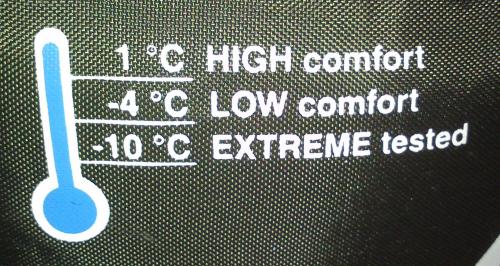 1 °C HIGH comfort
-4 °C LOW comfort
-10 °C EXTREME tested